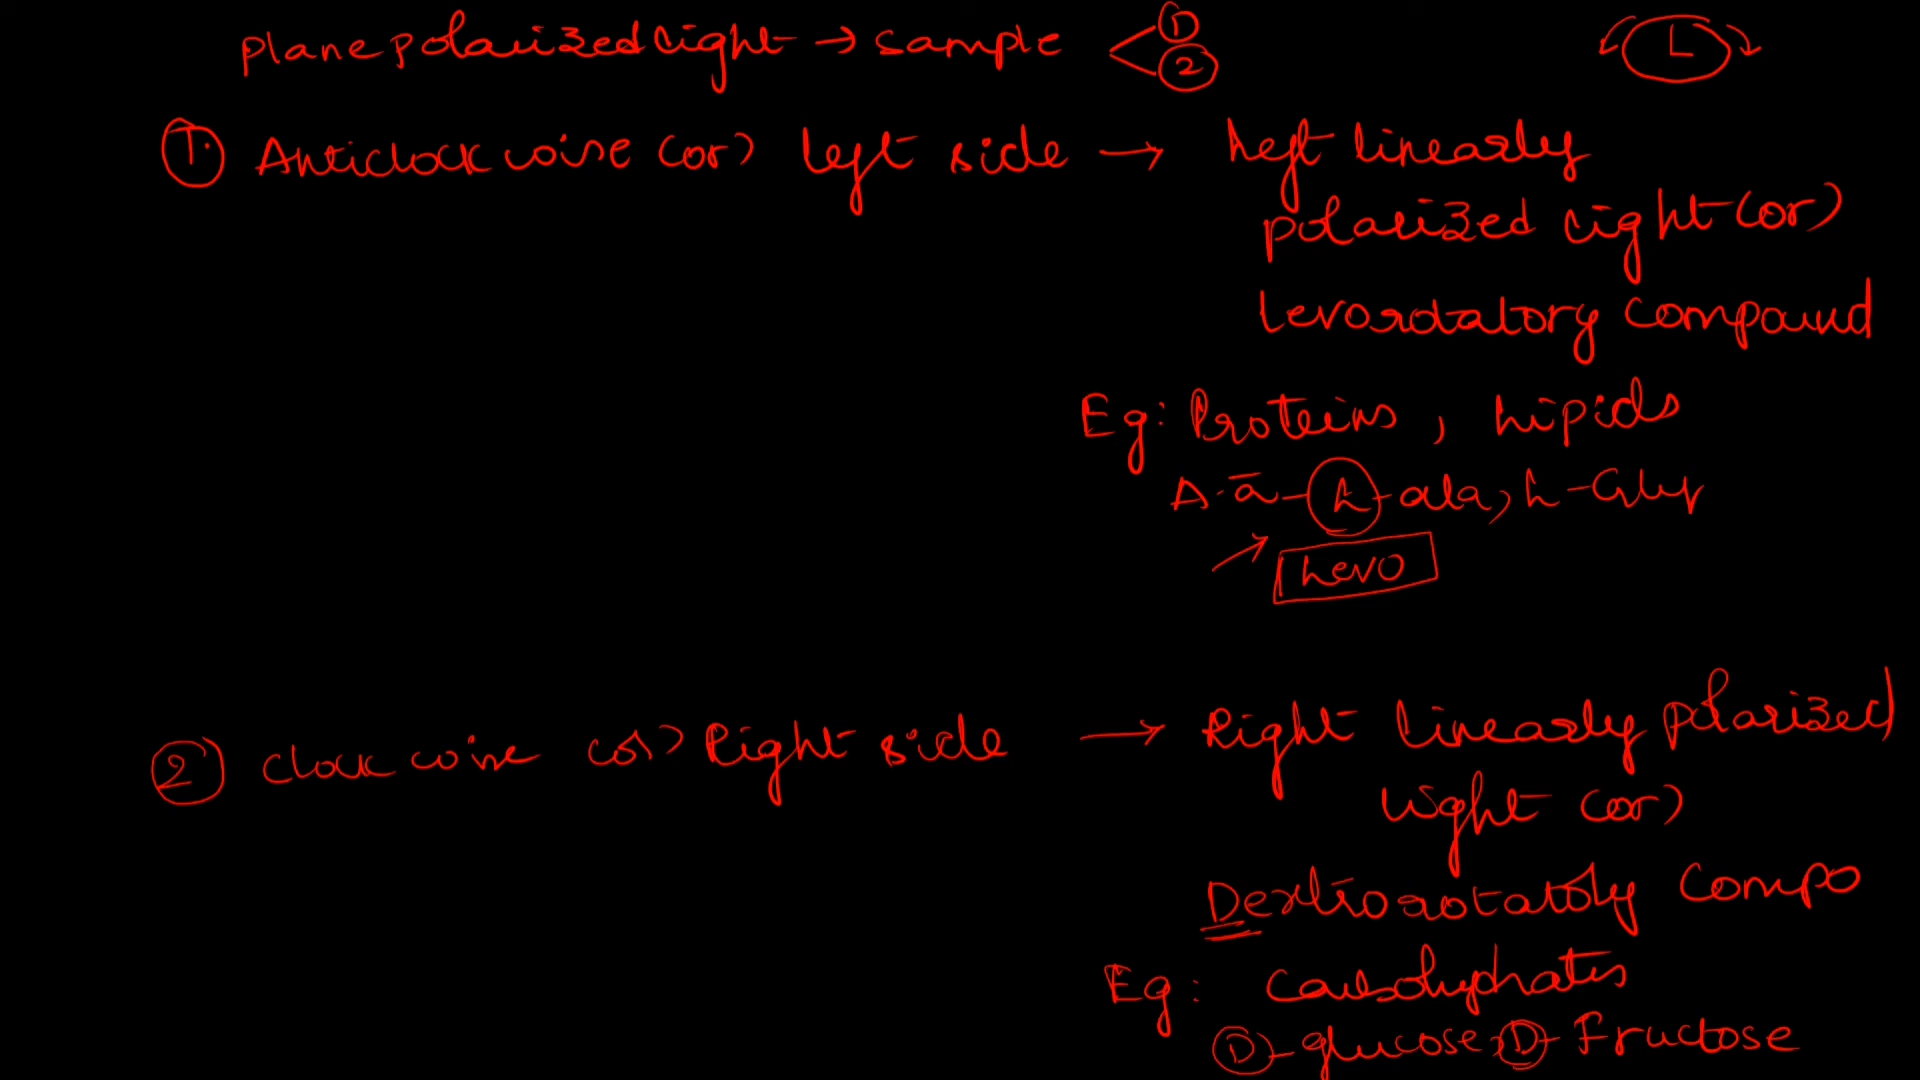 plane polarized light → sample ① ② L
① Anticlock wise (or) left side → Left linearly
polarized light (or)
levorotatory compound
Eg: Proteins, Lipids
A.a - L - ala, L - Gly
Levo
② Clock wise (or) Right side → Right linearly polarized
light (or)
Dextrorotatory Compo
Eg: Carbohydrates
D - glucose, D - Fructose